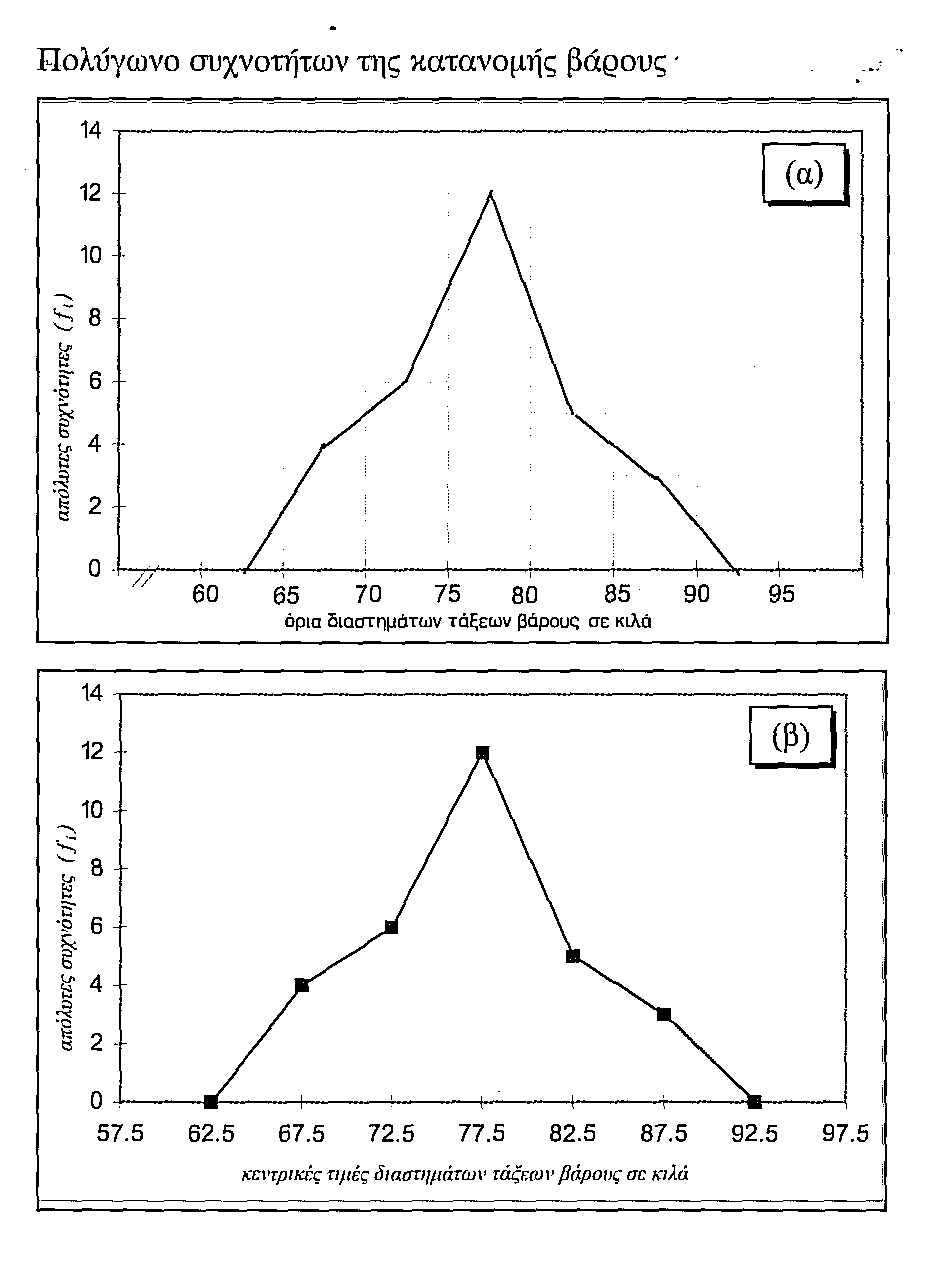 Πολύγωνο συχνοτήτων της κατανομής βάρους
(α)
14
12
10
8
6
4
2
0
απόλυτες συχνότητες (fᵢ)
60 65 70 75 80 85 90 95
όρια διαστημάτων τάξεων βάρους σε κιλά
(β)
14
12
10
8
6
4
2
0
απόλυτες συχνότητες (fᵢ)
57.5 62.5 67.5 72.5 77.5 82.5 87.5 92.5 97.5
κεντρικές τιμές διαστημάτων τάξεων βάρους σε κιλά